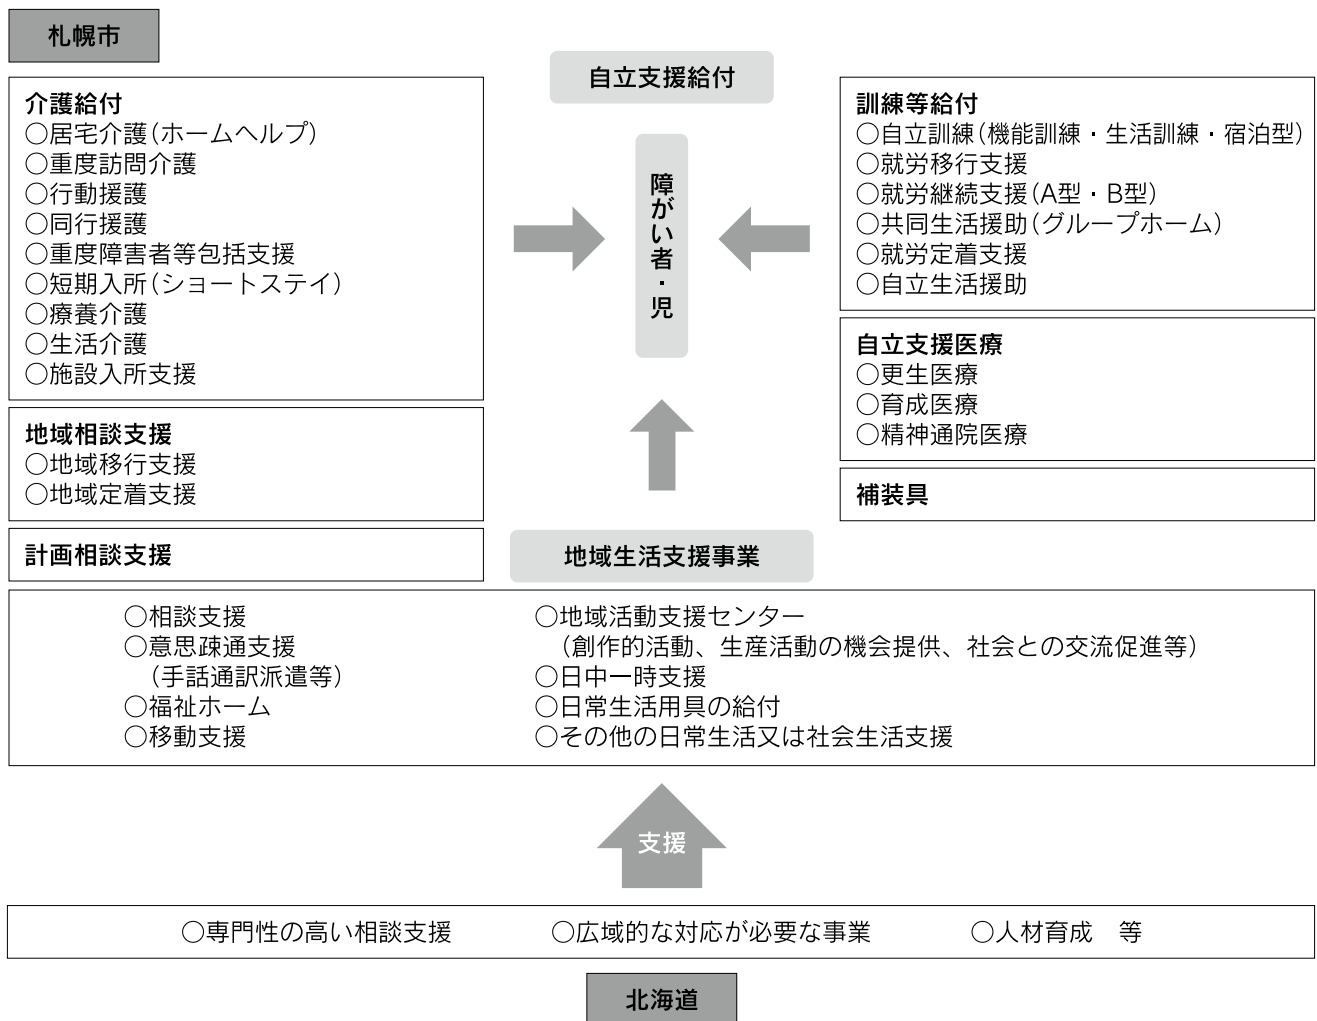 札幌市
自立支援給付
介護給付
○居宅介護（ホームヘルプ）
○重度訪問介護
○行動援護
○同行援護
○重度障害者等包括支援
○短期入所（ショートステイ）
○療養介護
○生活介護
○施設入所支援
地域相談支援
○地域移行支援
○地域定着支援
計画相談支援
障がい者・児
訓練等給付
○自立訓練（機能訓練・生活訓練・宿泊型）
○就労移行支援
○就労継続支援（A型・B型）
○共同生活援助（グループホーム）
○就労定着支援
○自立生活援助
自立支援医療
○更生医療
○育成医療
○精神通院医療
補装具
地域生活支援事業
○相談支援
○意思疎通支援
（手話通訳派遣等）
○福祉ホーム
○移動支援
○地域活動支援センター
（創作的活動、生産活動の機会提供、社会との交流促進等）
○日中一時支援
○日常生活用具の給付
○その他の日常生活又は社会生活支援
支援
○専門性の高い相談支援　○広域的な対応が必要な事業　○人材育成　等
北海道